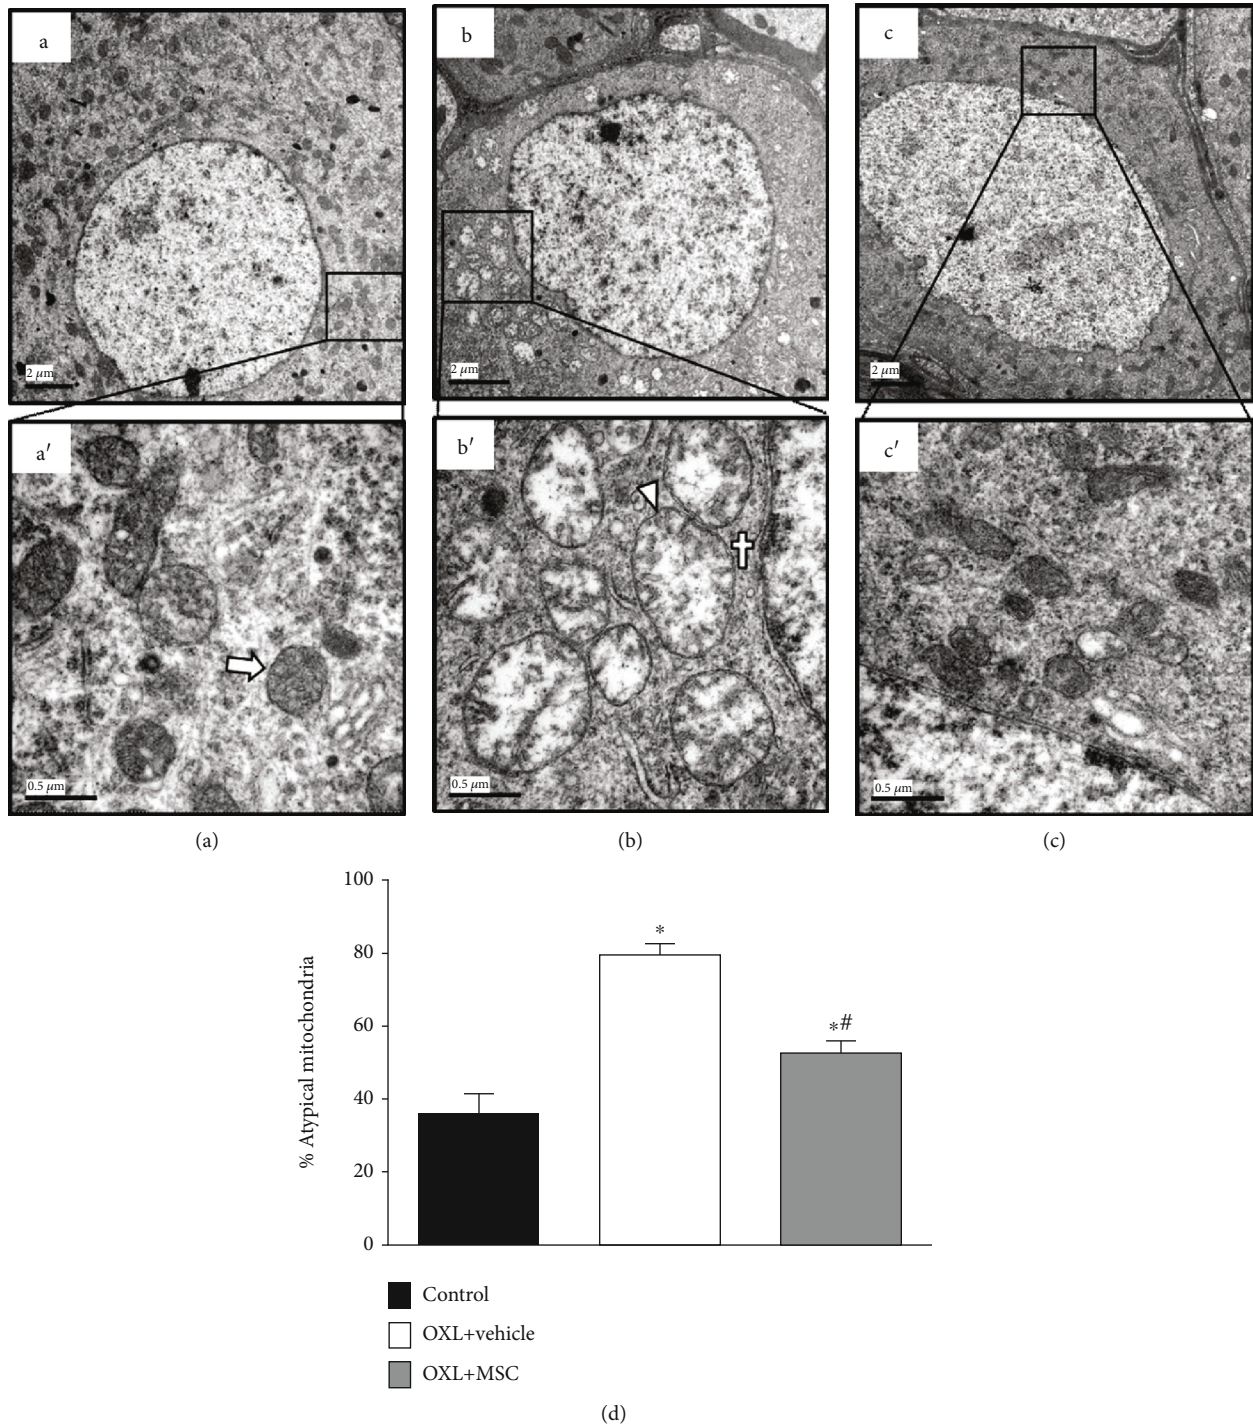 a
b
c
2 μm
2 μm
2 μm
a′
b′
c′
0.5 μm
0.5 μm
0.5 μm
(a)
(b)
(c)
% Atypical mitochondria
100
80
60
40
20
0
*
*#
Control
OXL+vehicle
OXL+MSC
(d)